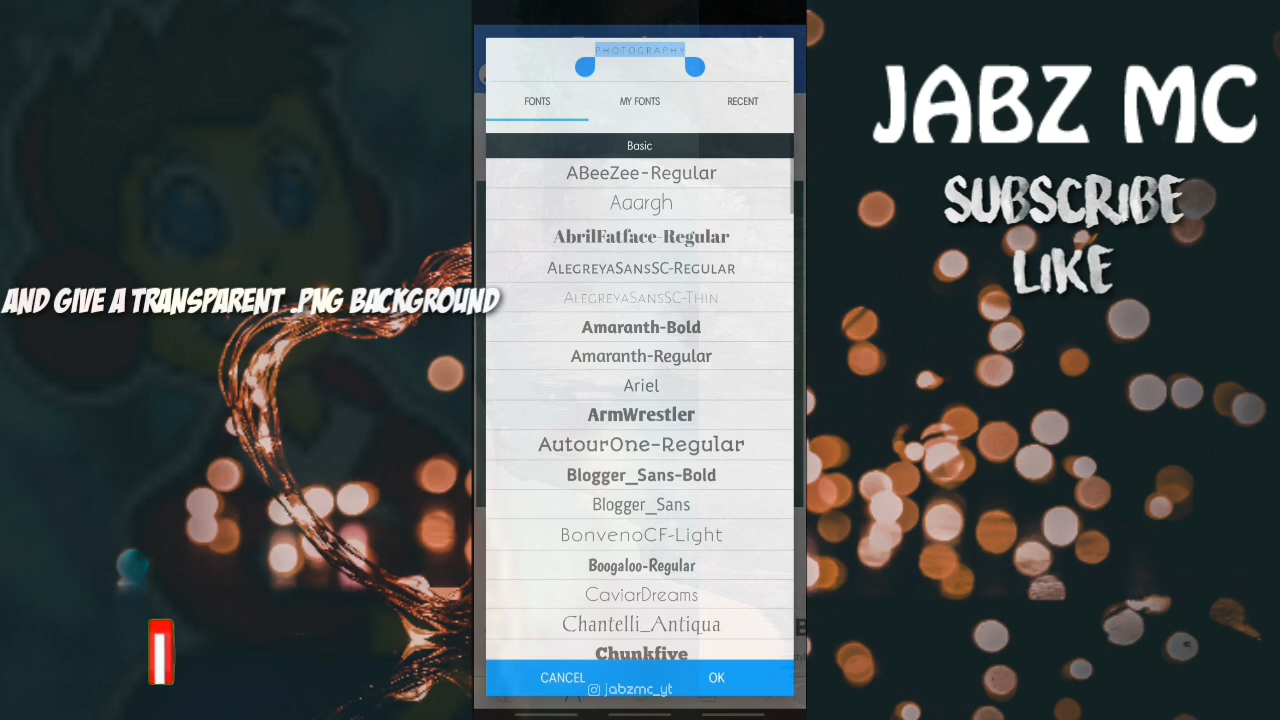 PHOTOGRAPHY
FONTS
MY FONTS
RECENT
Basic
ABeeZee-Regular
Aaargh
AbrilFatface-Regular
AlegreyaSansSC-Regular
AlegreyaSansSC-Thin
Amaranth-Bold
Amaranth-Regular
Ariel
ArmWrestler
AutourOne-Regular
Blogger_Sans-Bold
Blogger_Sans
BonvenoCF-Light
Boogaloo-Regular
CaviarDreams
Chantelli_Antiqua
Chunkfive
CANCEL
OK
jabzmc_yt
AND GIVE A TRANSPARENT .PNG BACKGROUND
JABZ MC
SUBSCRIBE
LIKE